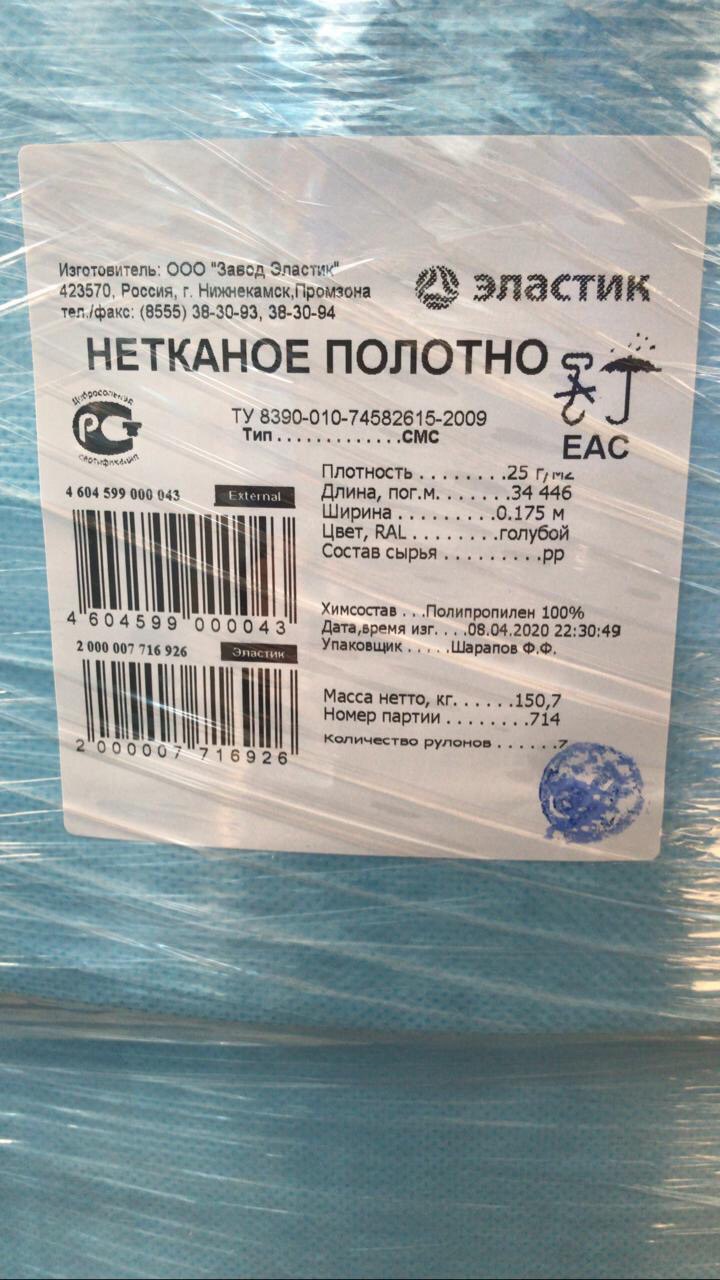 Изготовитель: ООО "Завод Эластик"
423570, Россия, г. Нижнекамск,Промзона
тел./факс: (8555) 38-30-93, 38-30-94
эластик
НЕТКАНОЕ ПОЛОТНО
Добросовольная
РСТ
сертификация
ТУ 8390-010-74582615-2009
Тип.............СМС
EAC
4 604 599 000 043
External
4 604599 000043
2 000 007 716 926
Эластик
2 000007 716926
Плотность ........25 г/м2
Длина, пог.м.......34 446
Ширина ..........0.175 м
Цвет, RAL ........голубой
Состав сырья .........pp
Химсостав ...Полипропилен 100%
Дата,время изг. ...08.04.2020 22:30:49
Упаковщик .....Шарапов Ф.Ф.
Масса нетто, кг......150,7
Номер партии ........714
Количество рулонов ......7